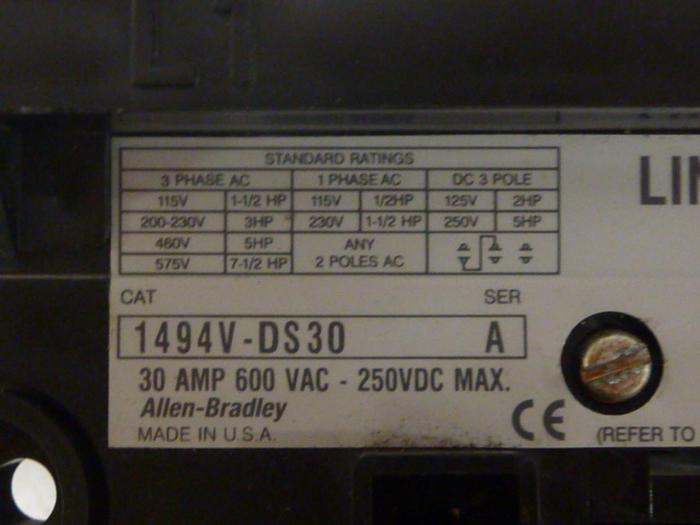 L1
STANDARD RATINGS
3 PHASE AC 1 PHASE AC DC 3 POLE
115V 1-1/2 HP 115V 1/2HP 125V 2HP
200-230V 3HP 230V 1-1/2 HP 250V 5HP
460V 5HP ANY
575V 7-1/2 HP 2 POLES AC
LIN
CAT SER
1494V-DS30 A
30 AMP 600 VAC - 250VDC MAX.
Allen-Bradley
MADE IN U.S.A.
CE
(REFER TO